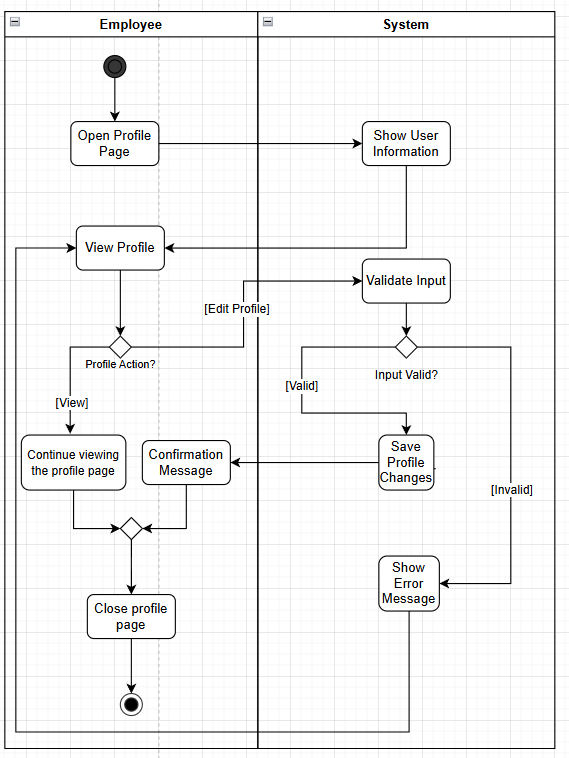 Employee
System
Open Profile
Page
Show User
Information
View Profile
Validate Input
[Edit Profile]
Profile Action?
Input Valid?
[Valid]
[View]
Continue viewing
the profile page
Confirmation
Message
Save
Profile
Changes
[Invalid]
Show
Error
Message
Close profile
page